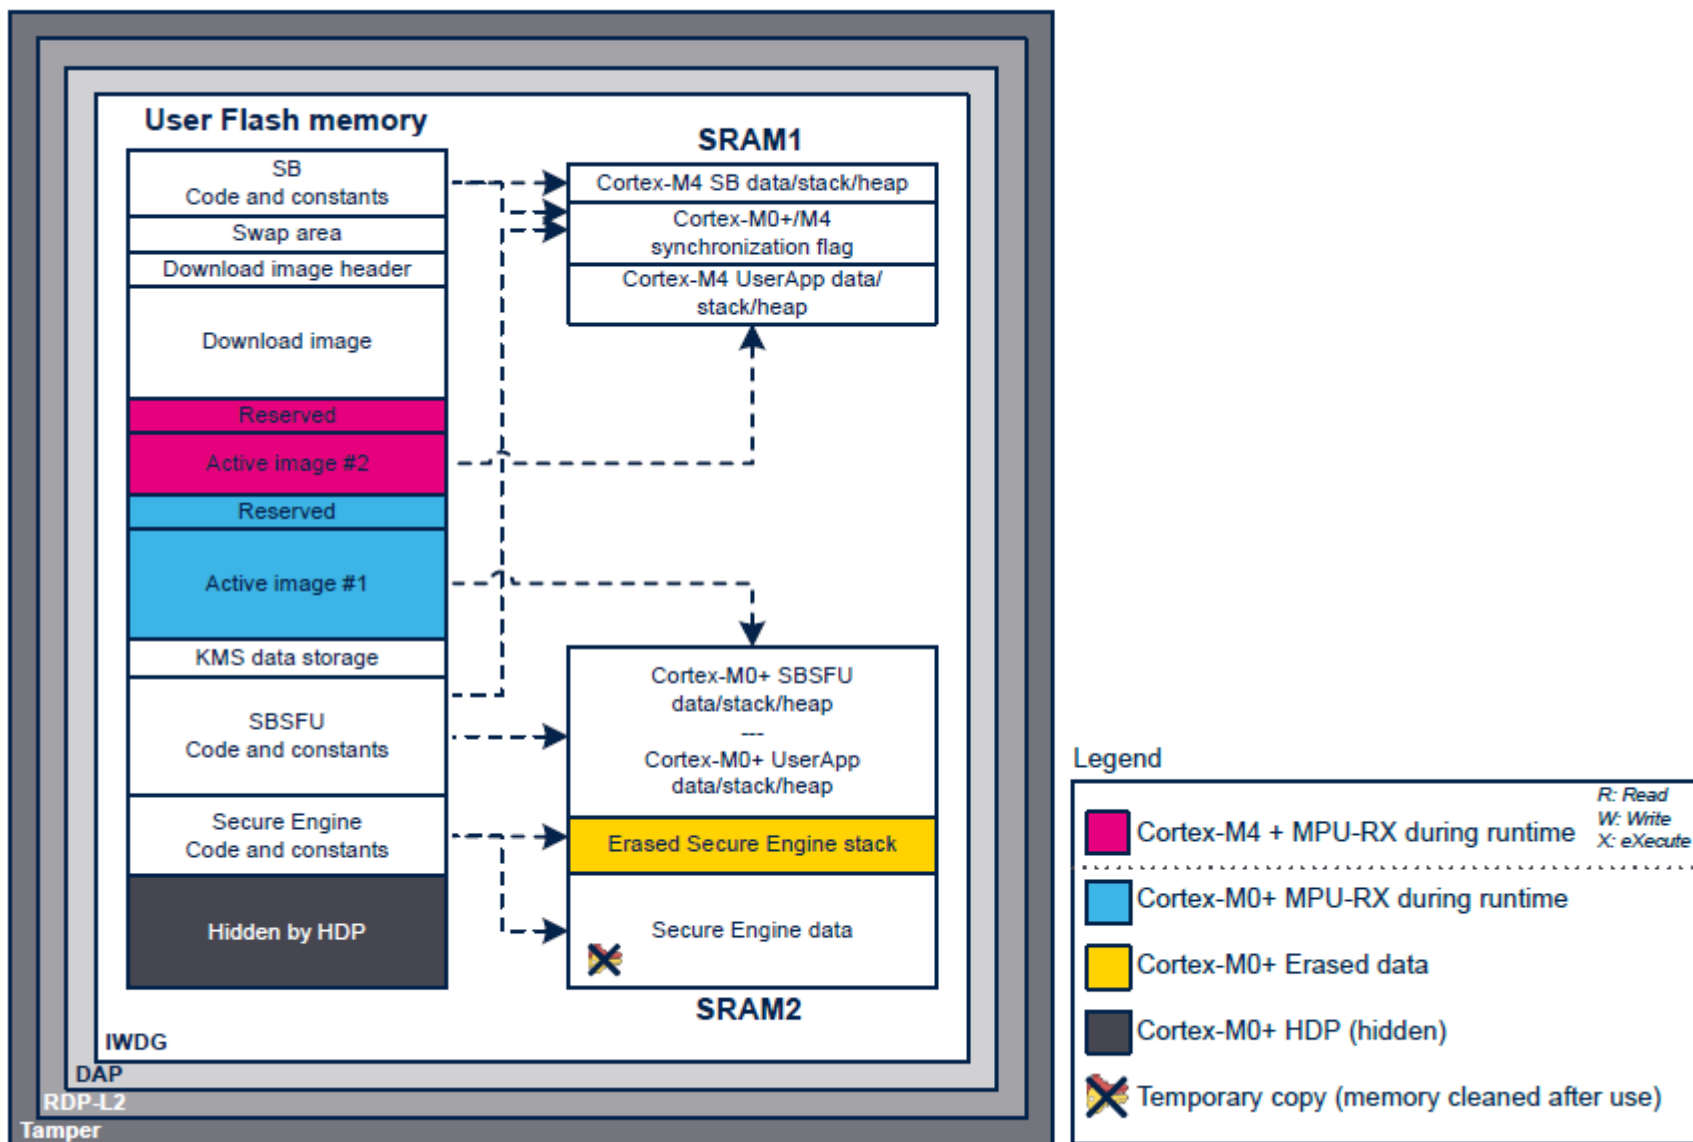 User Flash memory
SB
Code and constants
Swap area
Download image header
Download image
Reserved
Active image #2
Reserved
Active image #1
KMS data storage
SBSFU
Code and constants
Secure Engine
Code and constants
Hidden by HDP
SRAM1
Cortex-M4 SB data/stack/heap
Cortex-M0+/M4
synchronization flag
Cortex-M4 UserApp data/
stack/heap
Cortex-M0+ SBSFU
data/stack/heap
---
Cortex-M0+ UserApp
data/stack/heap
Erased Secure Engine stack
Secure Engine data
SRAM2
IWDG
DAP
RDP-L2
Tamper
Legend
R: Read
W: Write
X: eXecute
Cortex-M4 + MPU-RX during runtime
Cortex-M0+ MPU-RX during runtime
Cortex-M0+ Erased data
Cortex-M0+ HDP (hidden)
Temporary copy (memory cleaned after use)